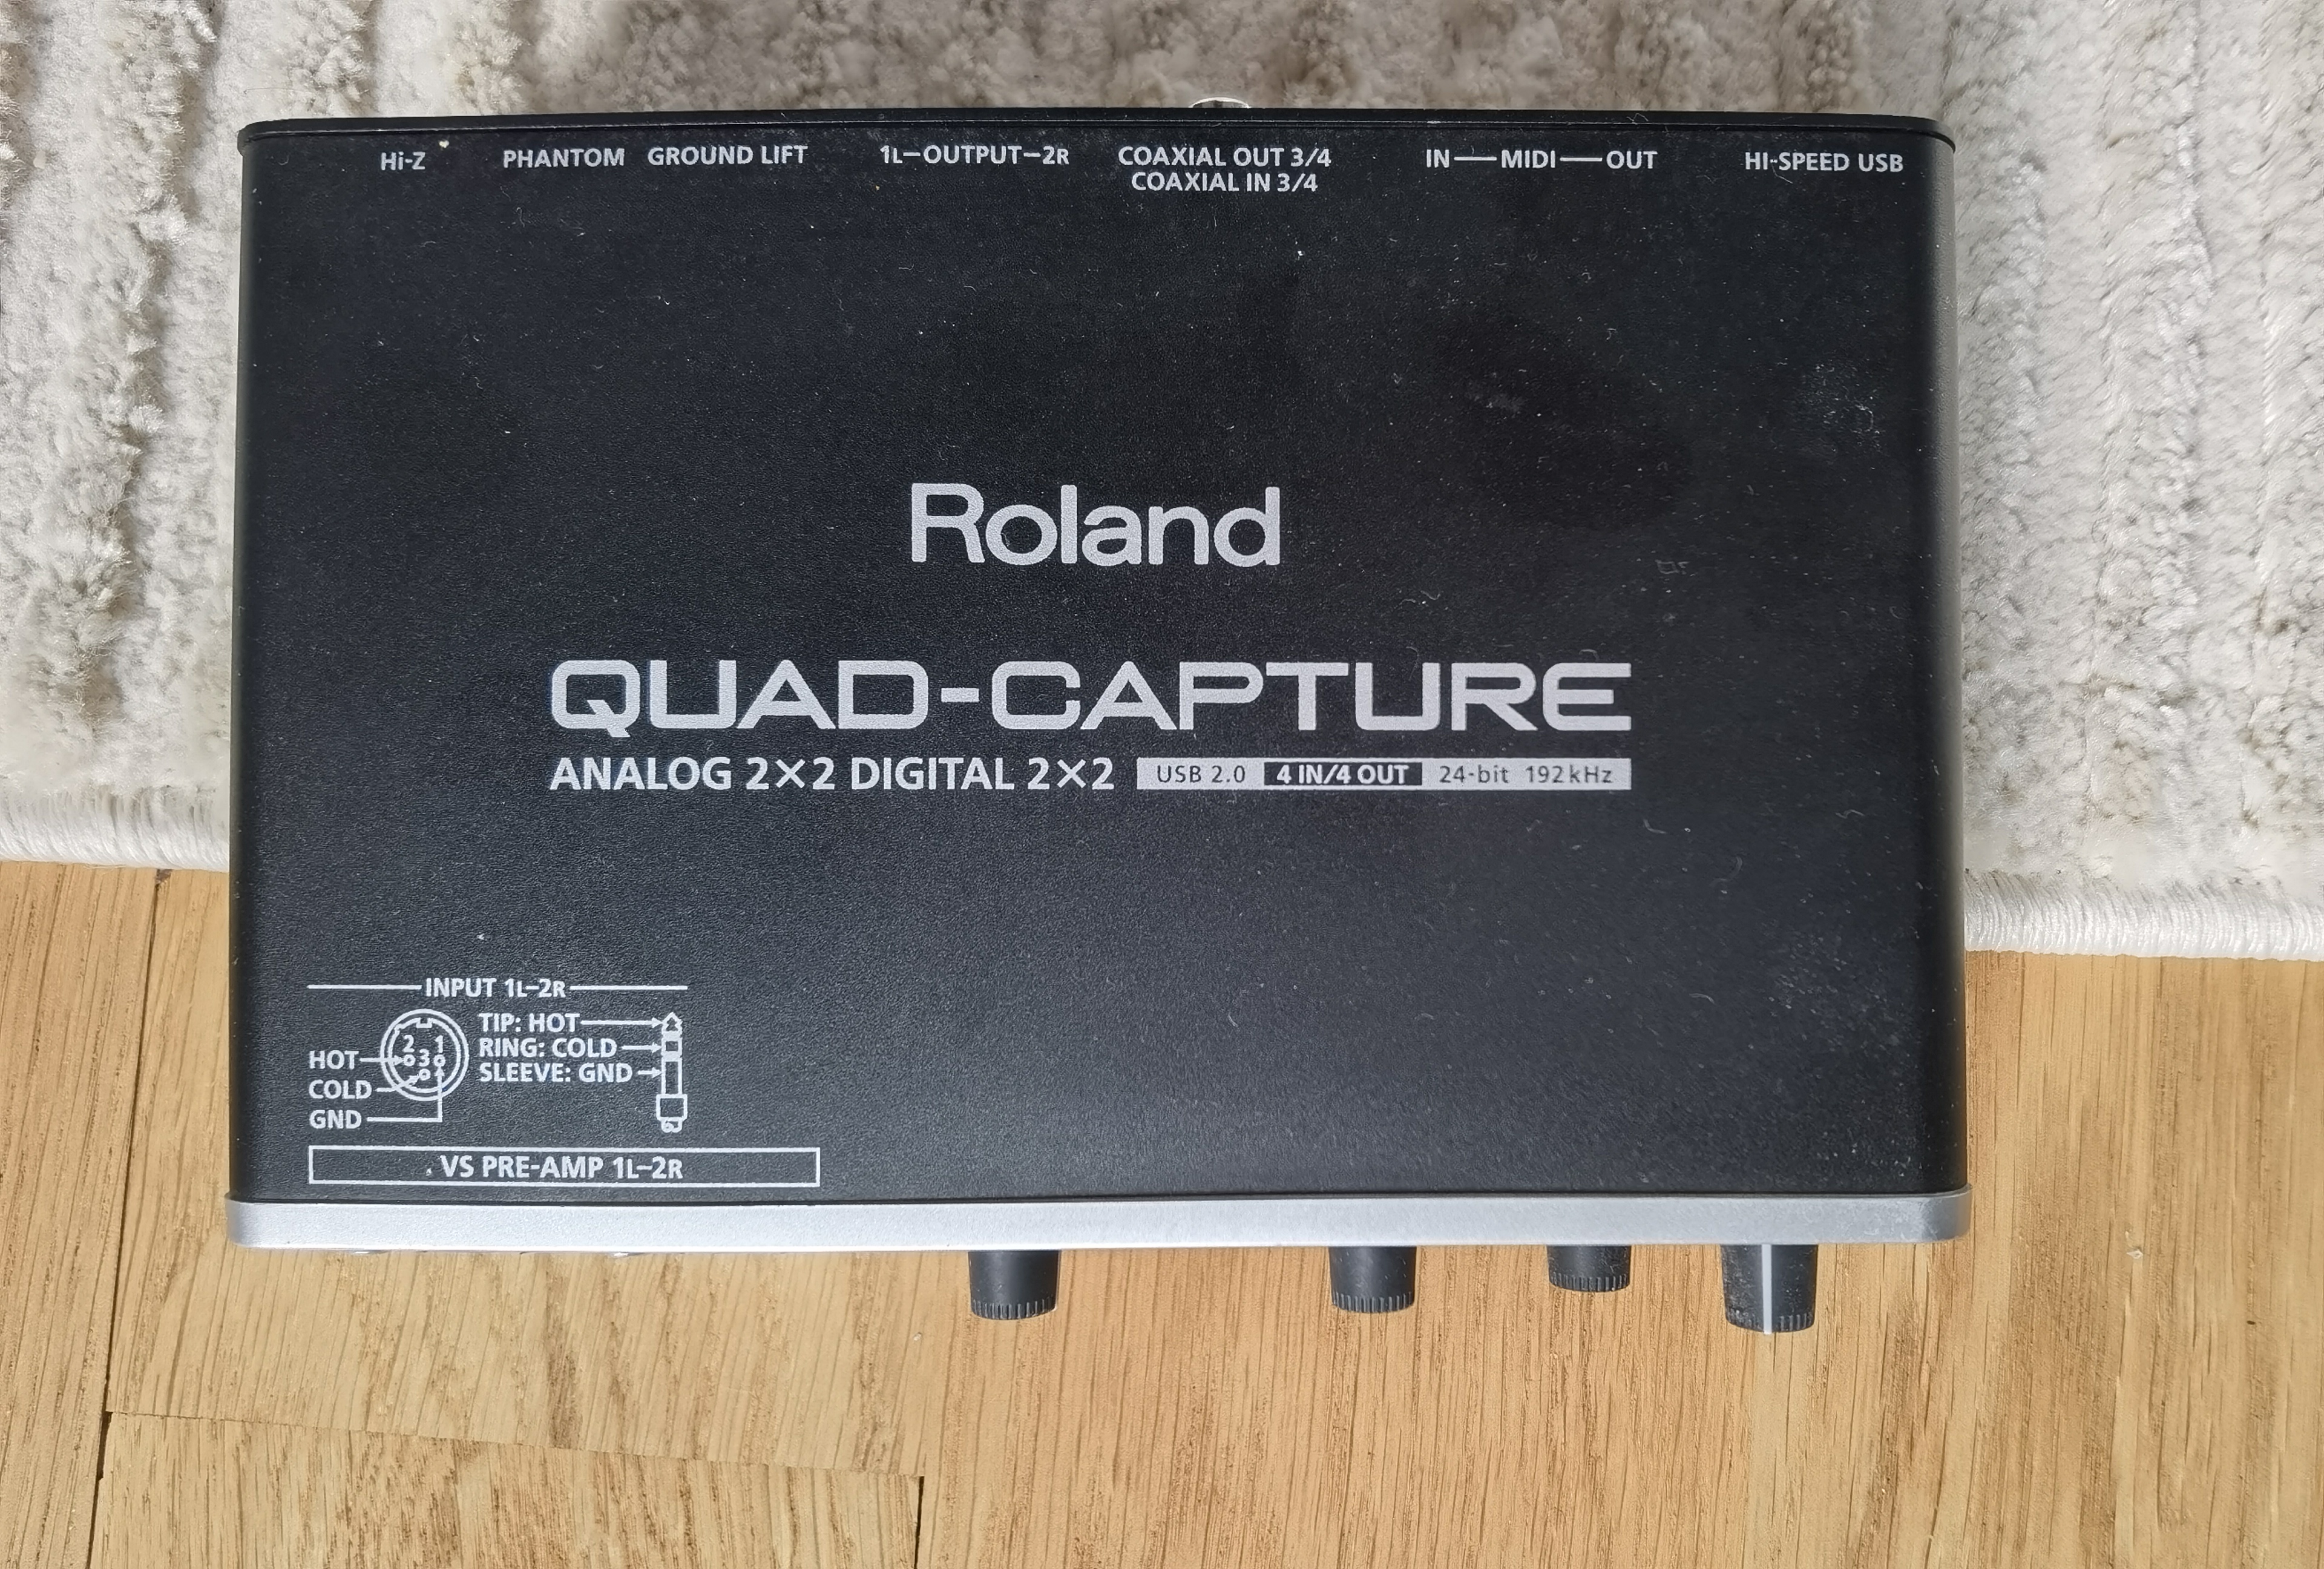 Hi-Z PHANTOM GROUND LIFT 1L–OUTPUT–2R COAXIAL OUT 3/4 IN—MIDI—OUT HI-SPEED USB
COAXIAL IN 3/4
Roland
QUAD-CAPTURE
ANALOG 2×2 DIGITAL 2×2 USB 2.0 4 IN/4 OUT 24-bit 192kHz
INPUT 1L–2R
TIP: HOT
RING: COLD
SLEEVE: GND
2 1
3
HOT
COLD
GND
VS PRE-AMP 1L–2R